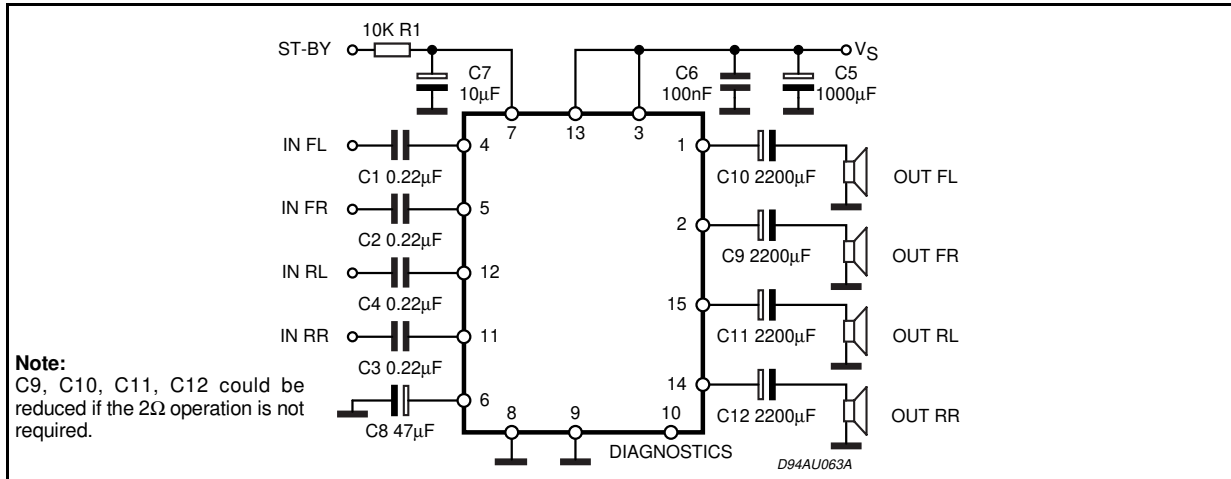 10K R1
ST-BY
VS
C7
10µF
C6
100nF
C5
1000µF
7
13
3
IN FL
4
C1 0.22µF
IN FR
5
C2 0.22µF
IN RL
12
C4 0.22µF
IN RR
11
C3 0.22µF
6
C8 47µF
1
C10 2200µF
OUT FL
2
C9 2200µF
OUT FR
15
C11 2200µF
OUT RL
14
C12 2200µF
OUT RR
8
9
10
DIAGNOSTICS
D94AU063A
Note:
C9, C10, C11, C12 could be
reduced if the 2Ω operation is not
required.